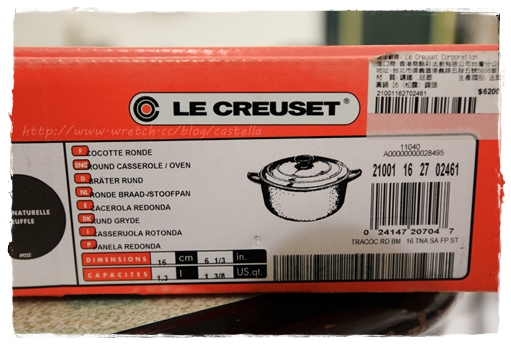 Le Creuset Corporation
$6200
21001162702461
LE CREUSET®
http://www.wretch.cc/blog/castella
F COCOTTE RONDE
ENG ROUND CASSEROLE / OVEN
D BRÄTER RUND
NL RONDE BRAAD-/STOOFPAN
E CACEROLA REDONDA
DK RUND GRYDE
I CASSERUOLA ROTONDA
P PANELA REDONDA
DIMENSIONS 16 cm 6 1/3 in.
CAPACITES 1.3 l 1 3/8 US.qt.
NATURELLE
69225
11040
A00000000028495
21001 16 27 02461
0 24147 20704 7
TRACOC RD BM 16 TNA SA FP ST